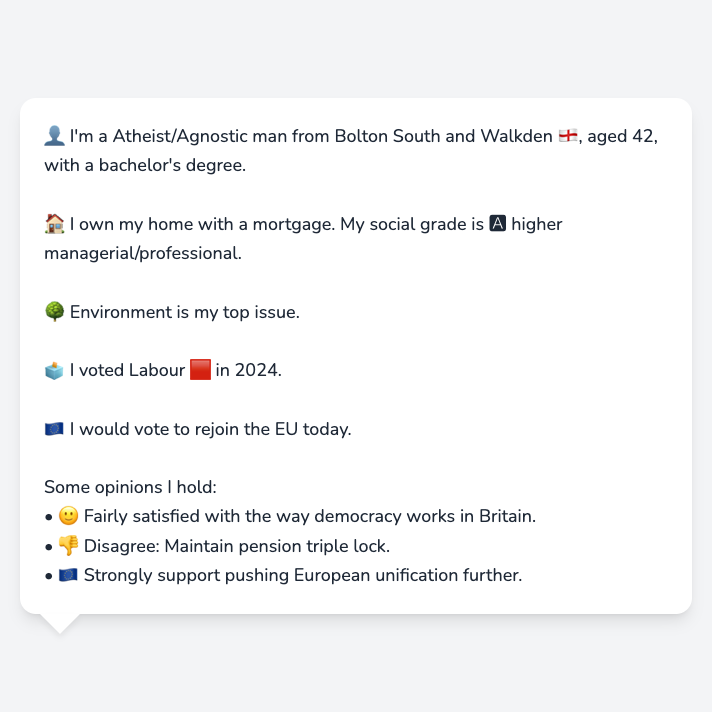 👤 I'm a Atheist/Agnostic man from Bolton South and Walkden 🏴󠁧󠁢󠁥󠁮󠁧󠁿, aged 42,
with a bachelor's degree.
🏠 I own my home with a mortgage. My social grade is 🅰 higher
managerial/professional.
🌳 Environment is my top issue.
🗳️ I voted Labour 🟥 in 2024.
🇪🇺 I would vote to rejoin the EU today.
Some opinions I hold:
• 🙂 Fairly satisfied with the way democracy works in Britain.
• 👎 Disagree: Maintain pension triple lock.
• 🇪🇺 Strongly support pushing European unification further.